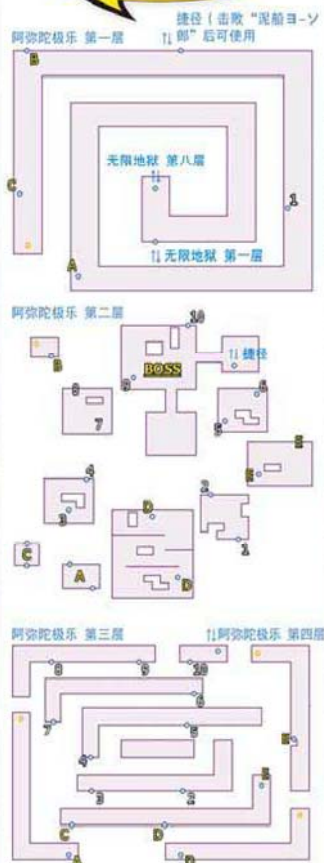 捷径（击败“泥船ヨーゾ
阿弥陀极乐 第一层
⇅ 郎”后可使用
B
无限地狱 第八层
⇅
C
1
A
⇅ 无限地狱 第一层
阿弥陀极乐 第二层
10
⇅ 捷径
B
BOSS
9
8
6
7
5
E
4
E
2
D
3
C
1
A
D
阿弥陀极乐 第三层
⇅阿弥陀极乐 第四层
8
9
10
6
7
5
E
4
E
3
2
C
D
A
B